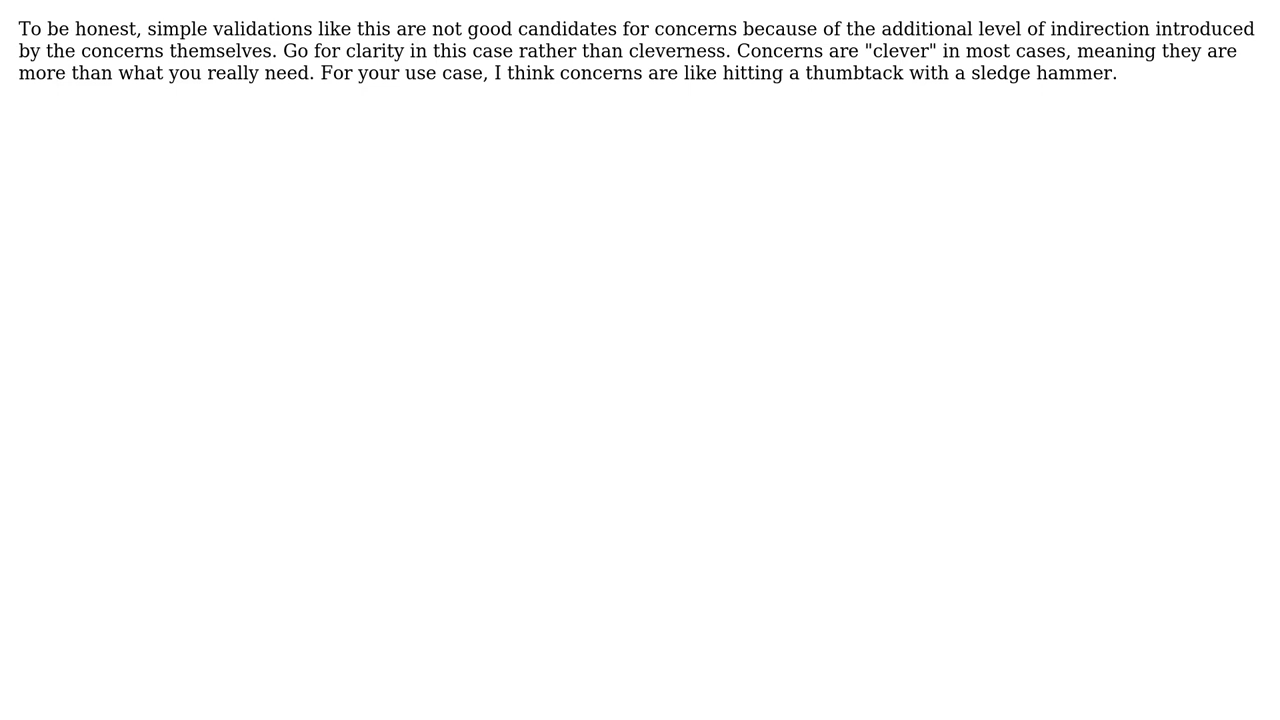 To be honest, simple validations like this are not good candidates for concerns because of the additional level of indirection introduced
by the concerns themselves. Go for clarity in this case rather than cleverness. Concerns are "clever" in most cases, meaning they are
more than what you really need. For your use case, I think concerns are like hitting a thumbtack with a sledge hammer.